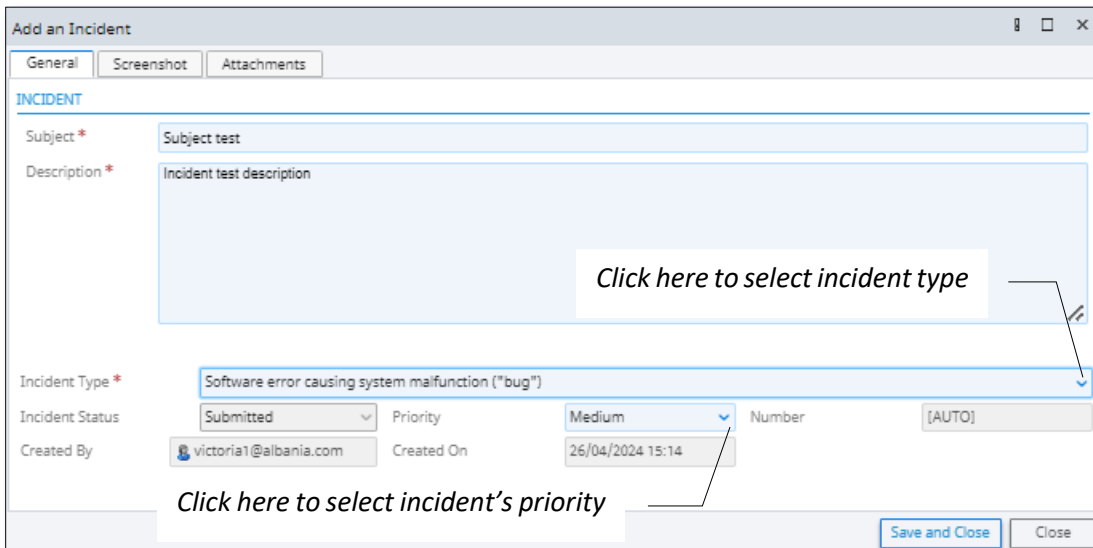 Add an Incident
General Screenshot Attachments
INCIDENT
Subject * Subject test
Description * Incident test description
Click here to select incident type
Incident Type * Software error causing system malfunction ("bug")
Incident Status Submitted Priority Medium Number [AUTO]
Created By victoria1@albania.com Created On 26/04/2024 15:14
Click here to select incident's priority
Save and Close Close